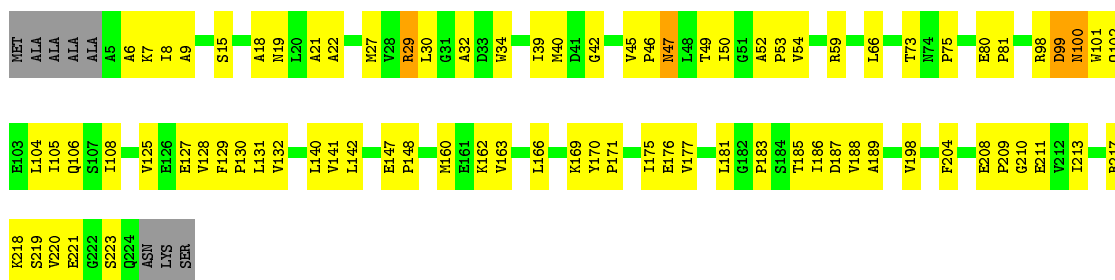 MET ALA ALA ALA ALA A5 A6 K7 I8 A9 S15 A18 N19 L20 A21 A22 M27 V28 R29 L30 G31 A32 D33 W34 I39 M40 D41 G42 V45 P46 N47 L48 T49 I50 G51 A52 P53 V54 R59 L66 T73 N74 P75 E80 P81 R98 D99 N100 W101 Q102
E103 L104 I105 Q106 S107 I108 V125 E126 E127 V128 F129 P130 L131 V132 L140 V141 L142 E147 P148 M160 E161 K162 V163 L166 K169 Y170 P171 I175 E176 V177 L181 G182 P183 S184 T185 I186 D187 V188 A189 V198 F204 E208 P209 G210 E211 V212 I213
K218 S219 V220 E221 G222 S223 Q224 ASN LYS SER